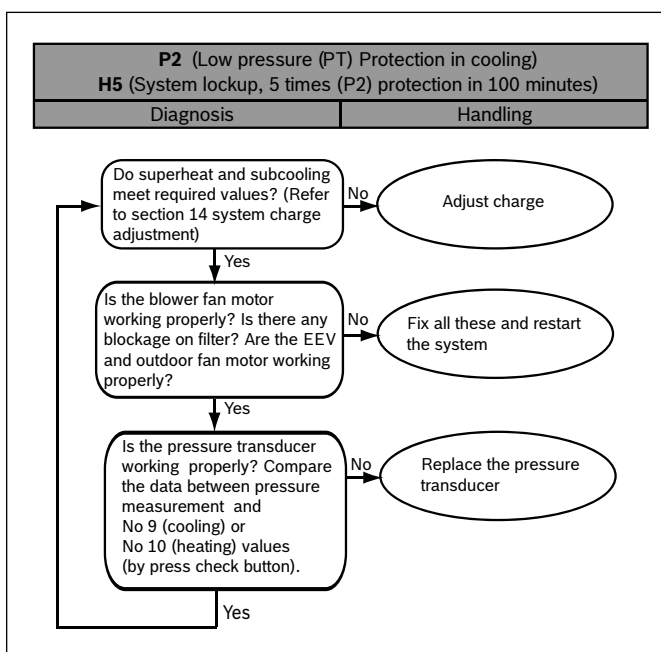 P2 (Low pressure (PT) Protection in cooling)
H5 (System lockup, 5 times (P2) protection in 100 minutes)
Diagnosis
Handling
Do superheat and subcooling
meet required values? (Refer
to section 14 system charge
adjustment)
No
Adjust charge
Yes
Is the blower fan motor
working properly? Is there any
blockage on filter? Are the EEV
and outdoor fan motor working
properly?
No
Fix all these and restart
the system
Yes
Is the pressure transducer
working properly? Compare
the data between pressure
measurement and
No 9 (cooling) or
No 10 (heating) values
(by press check button).
No
Replace the pressure
transducer
Yes